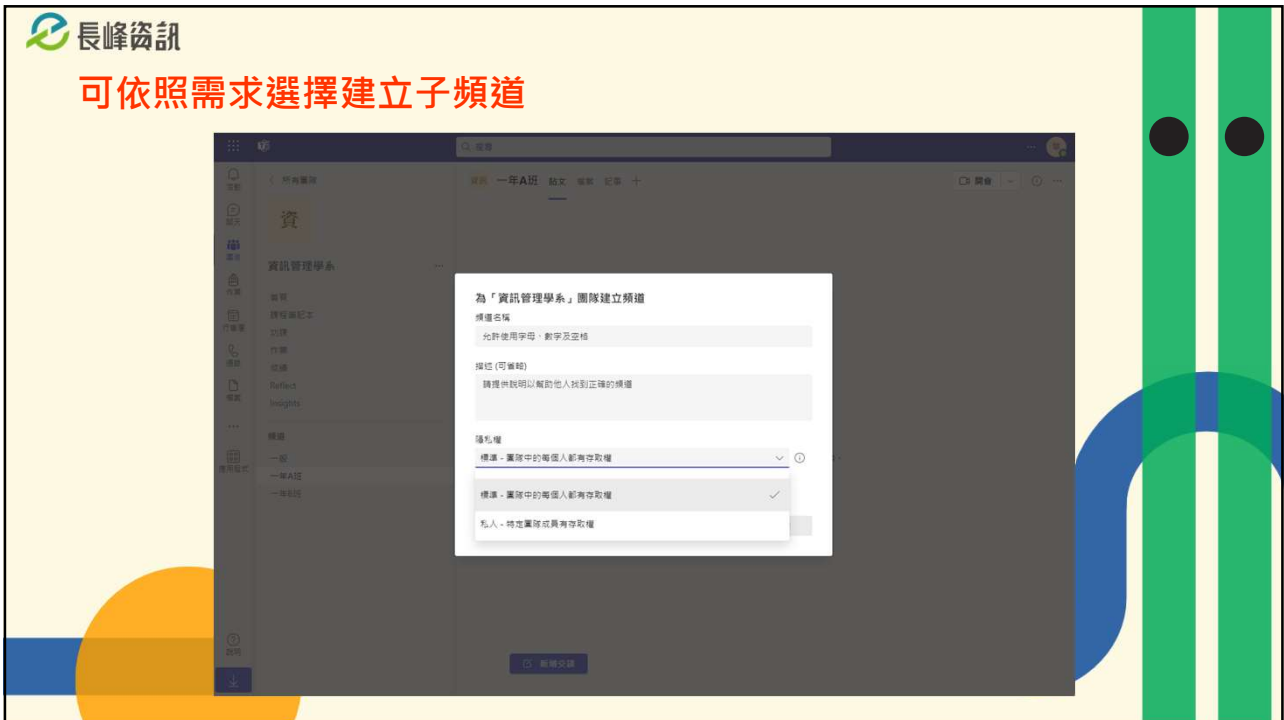 長峰資訊
可依照需求選擇建立子頻道
所有團隊
一年A班 貼文 檔案 記事 +
開會
資
資訊管理學系
首頁
課程筆記本
作業
成績
Reflect
Insights
頻道
一般
一年A班
一年B班
為「資訊管理學系」團隊建立頻道
頻道名稱
允許使用字母、數字及空格
描述 (可省略)
請提供說明以幫助他人找到正確的頻道
隱私權
標準 - 團隊中的每個人都有存取權
標準 - 團隊中的每個人都有存取權
私人 - 特定團隊成員有存取權
新增交談